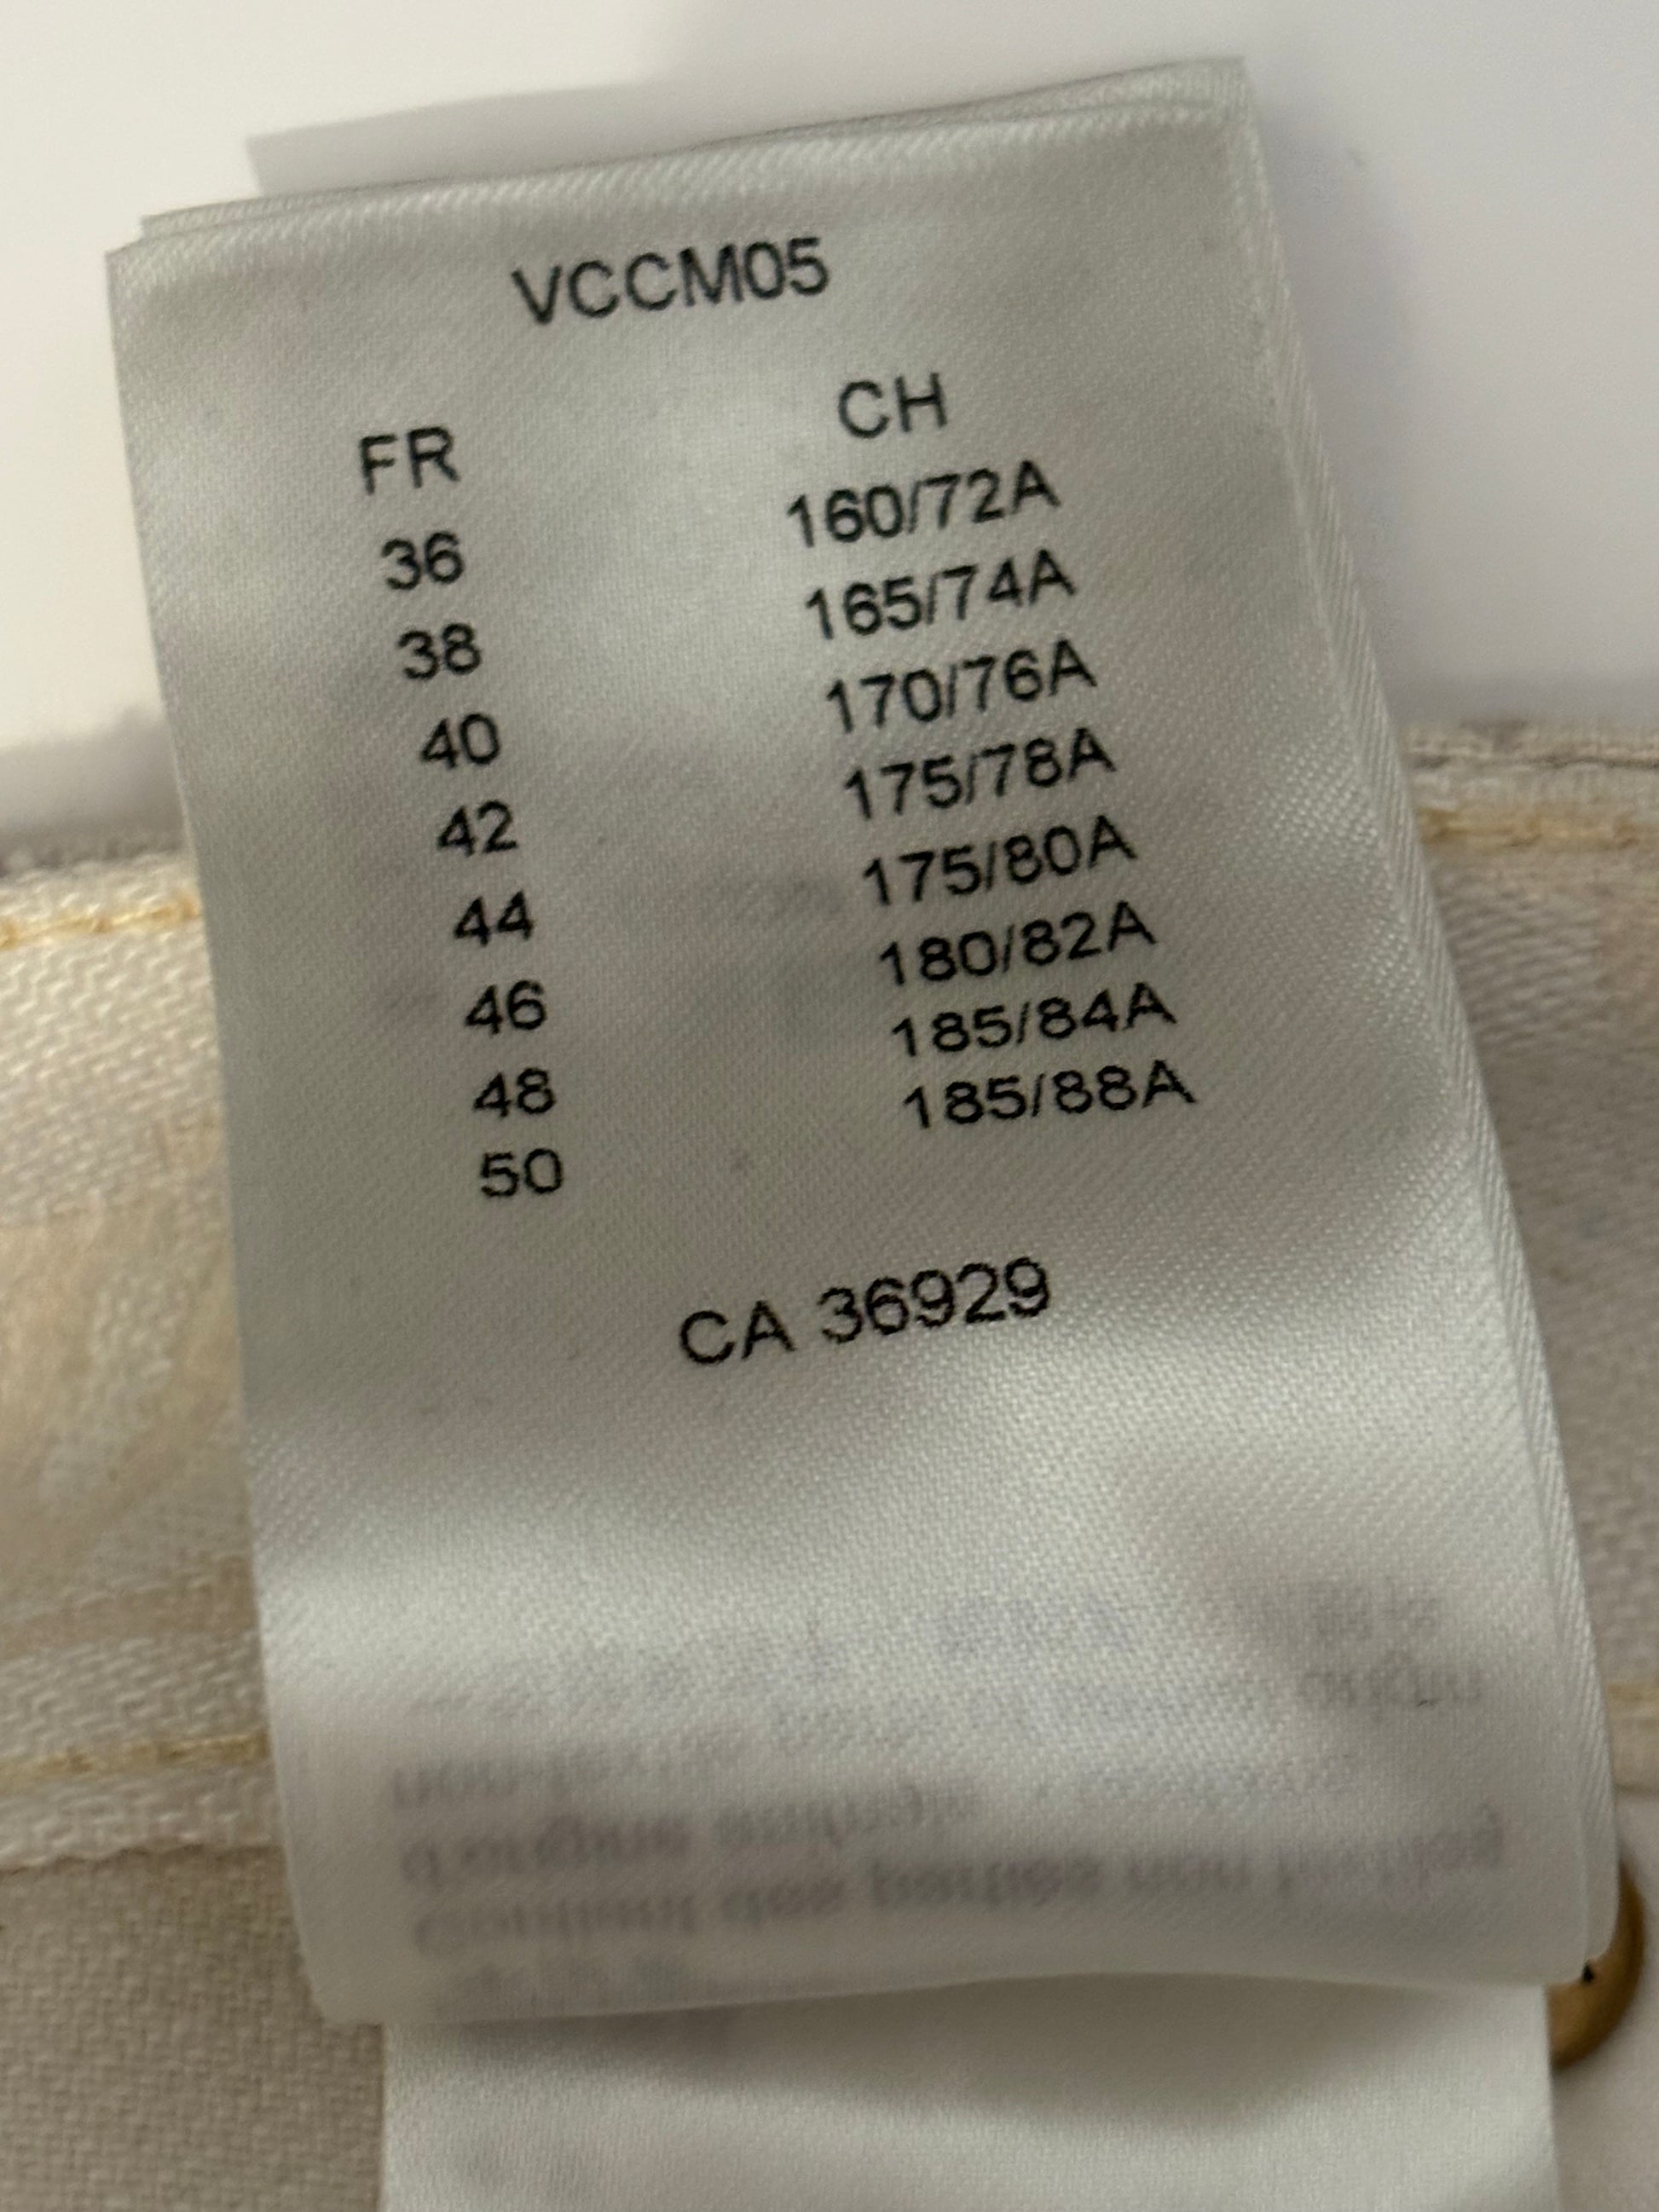 VCCM05
FR CH
36 160/72A
38 165/74A
40 170/76A
42 175/78A
44 175/80A
46 180/82A
48 185/84A
50 185/88A
CA 36929